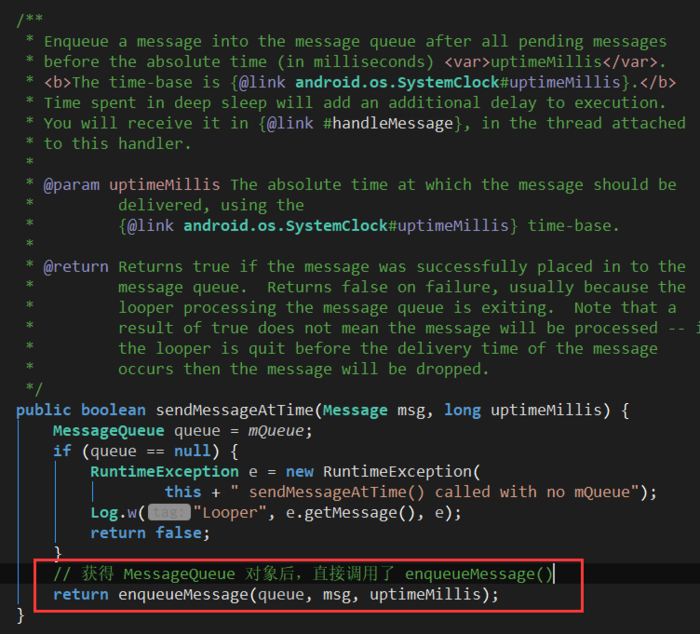 /**
* Enqueue a message into the message queue after all pending messages
* before the absolute time (in milliseconds) <var>uptimeMillis</var>.
* <b>The time-base is {@link android.os.SystemClock#uptimeMillis}.</b>
* Time spent in deep sleep will add an additional delay to execution.
* You will receive it in {@link #handleMessage}, in the thread attached
* to this handler.
*
* @param uptimeMillis The absolute time at which the message should be
*         delivered, using the
*         {@link android.os.SystemClock#uptimeMillis} time-base.
*
* @return Returns true if the message was successfully placed in to the
*         message queue.  Returns false on failure, usually because the
*         looper processing the message queue is exiting.  Note that a
*         result of true does not mean the message will be processed --
*         the looper is quit before the delivery time of the message
*         occurs then the message will be dropped.
*/
public boolean sendMessageAtTime(Message msg, long uptimeMillis) {
MessageQueue queue = mQueue;
if (queue == null) {
RuntimeException e = new RuntimeException(
this + " sendMessageAtTime() called with no mQueue");
Log.w( tag: "Looper", e.getMessage(), e);
return false;
}
// 获得 MessageQueue 对象后，直接调用了 enqueueMessage()
return enqueueMessage(queue, msg, uptimeMillis);
}